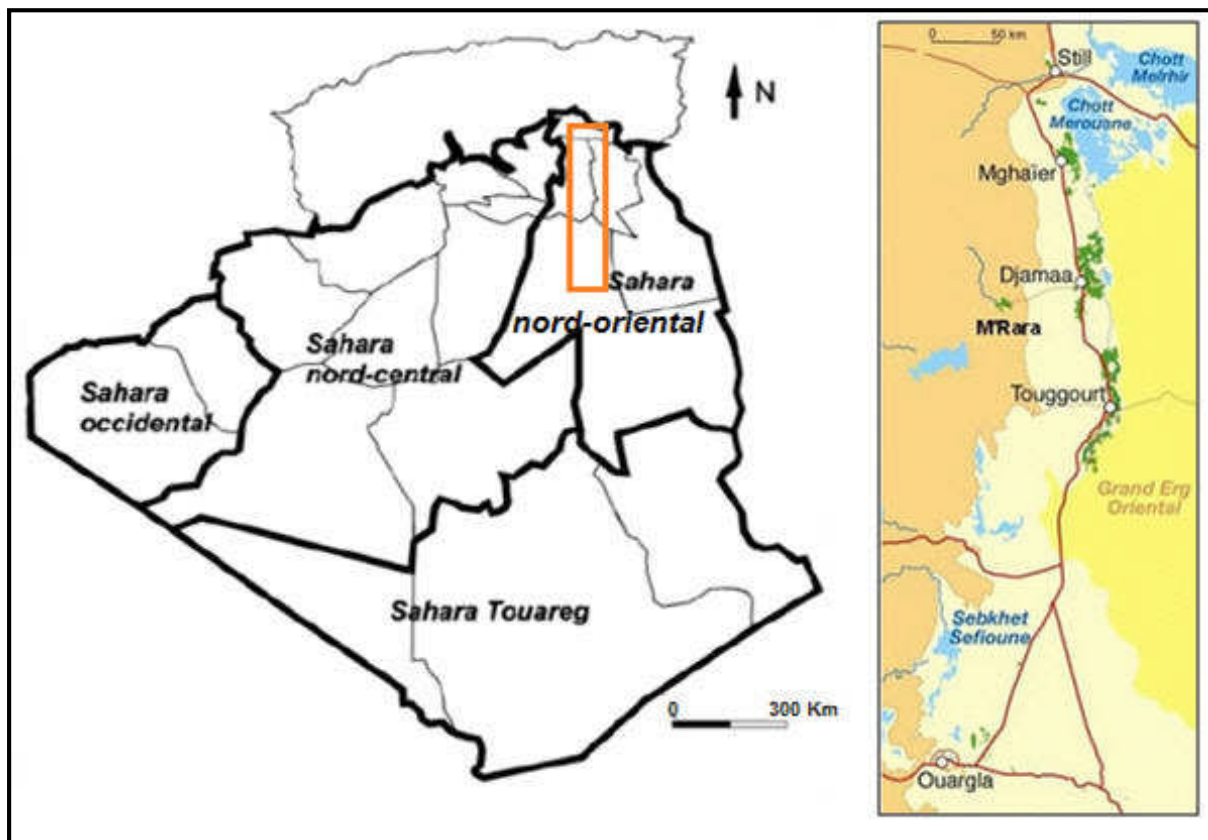 N
Sahara
nord-oriental
Sahara
nord-central
Sahara
occidental
Sahara Touareg
0 300 Km
0 50 km
Still
Chott
Melrhir
Chott
Merouane
Mghaïer
Djamaa
M'Rara
Touggourt
Grand Erg
Oriental
Sebkhet
Sefioune
Ouargla